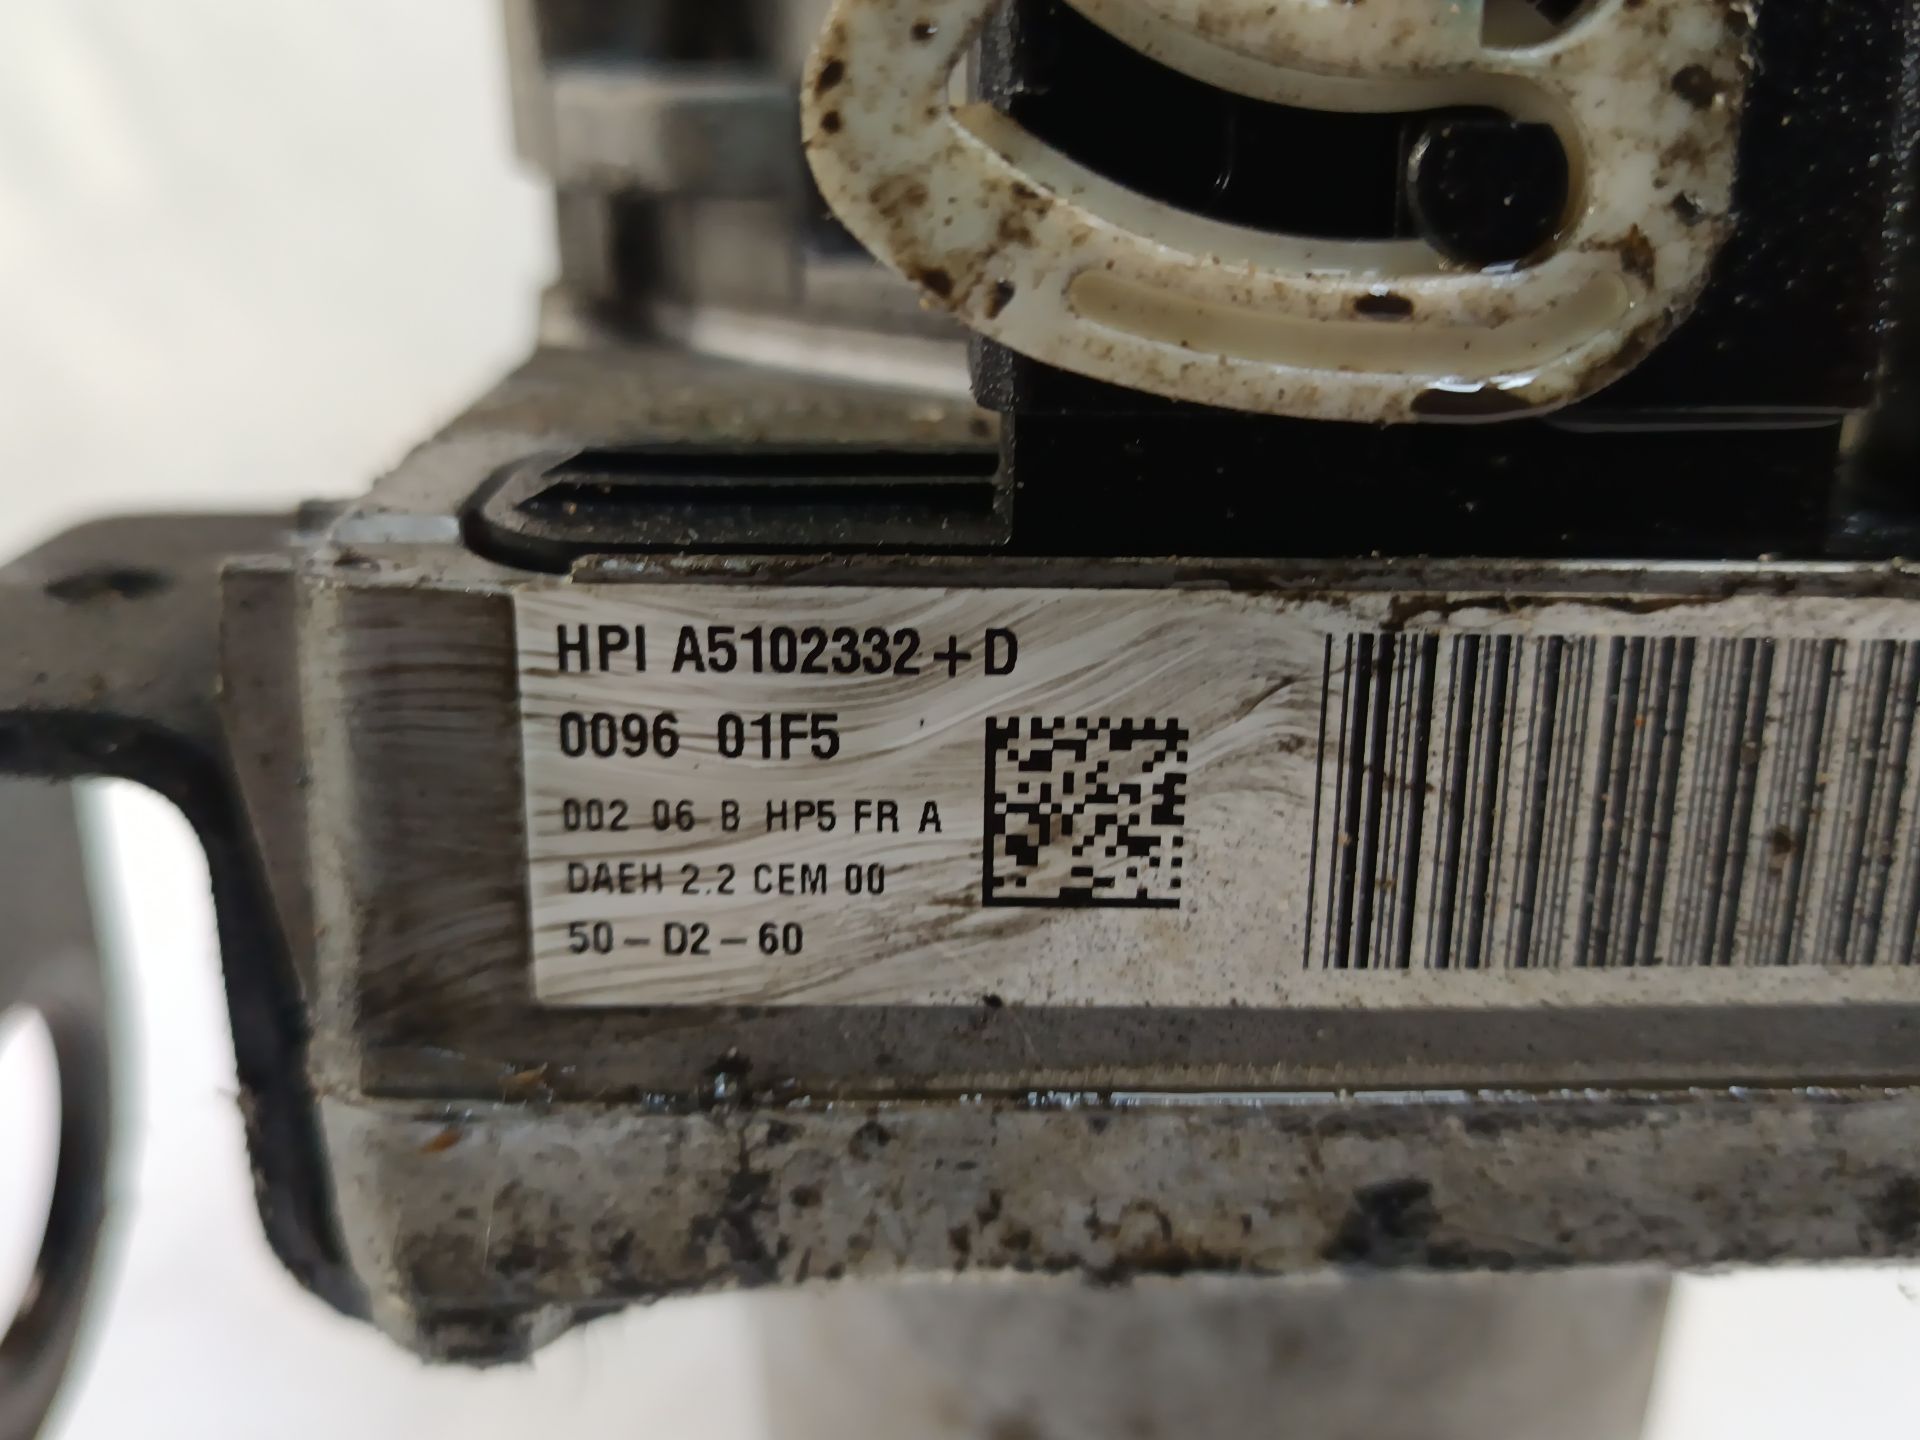 HPI A5102332+D
0096 01F5
002 06 B HP5 FR A
DAEH 2.2 CEM 00
50-D2-60